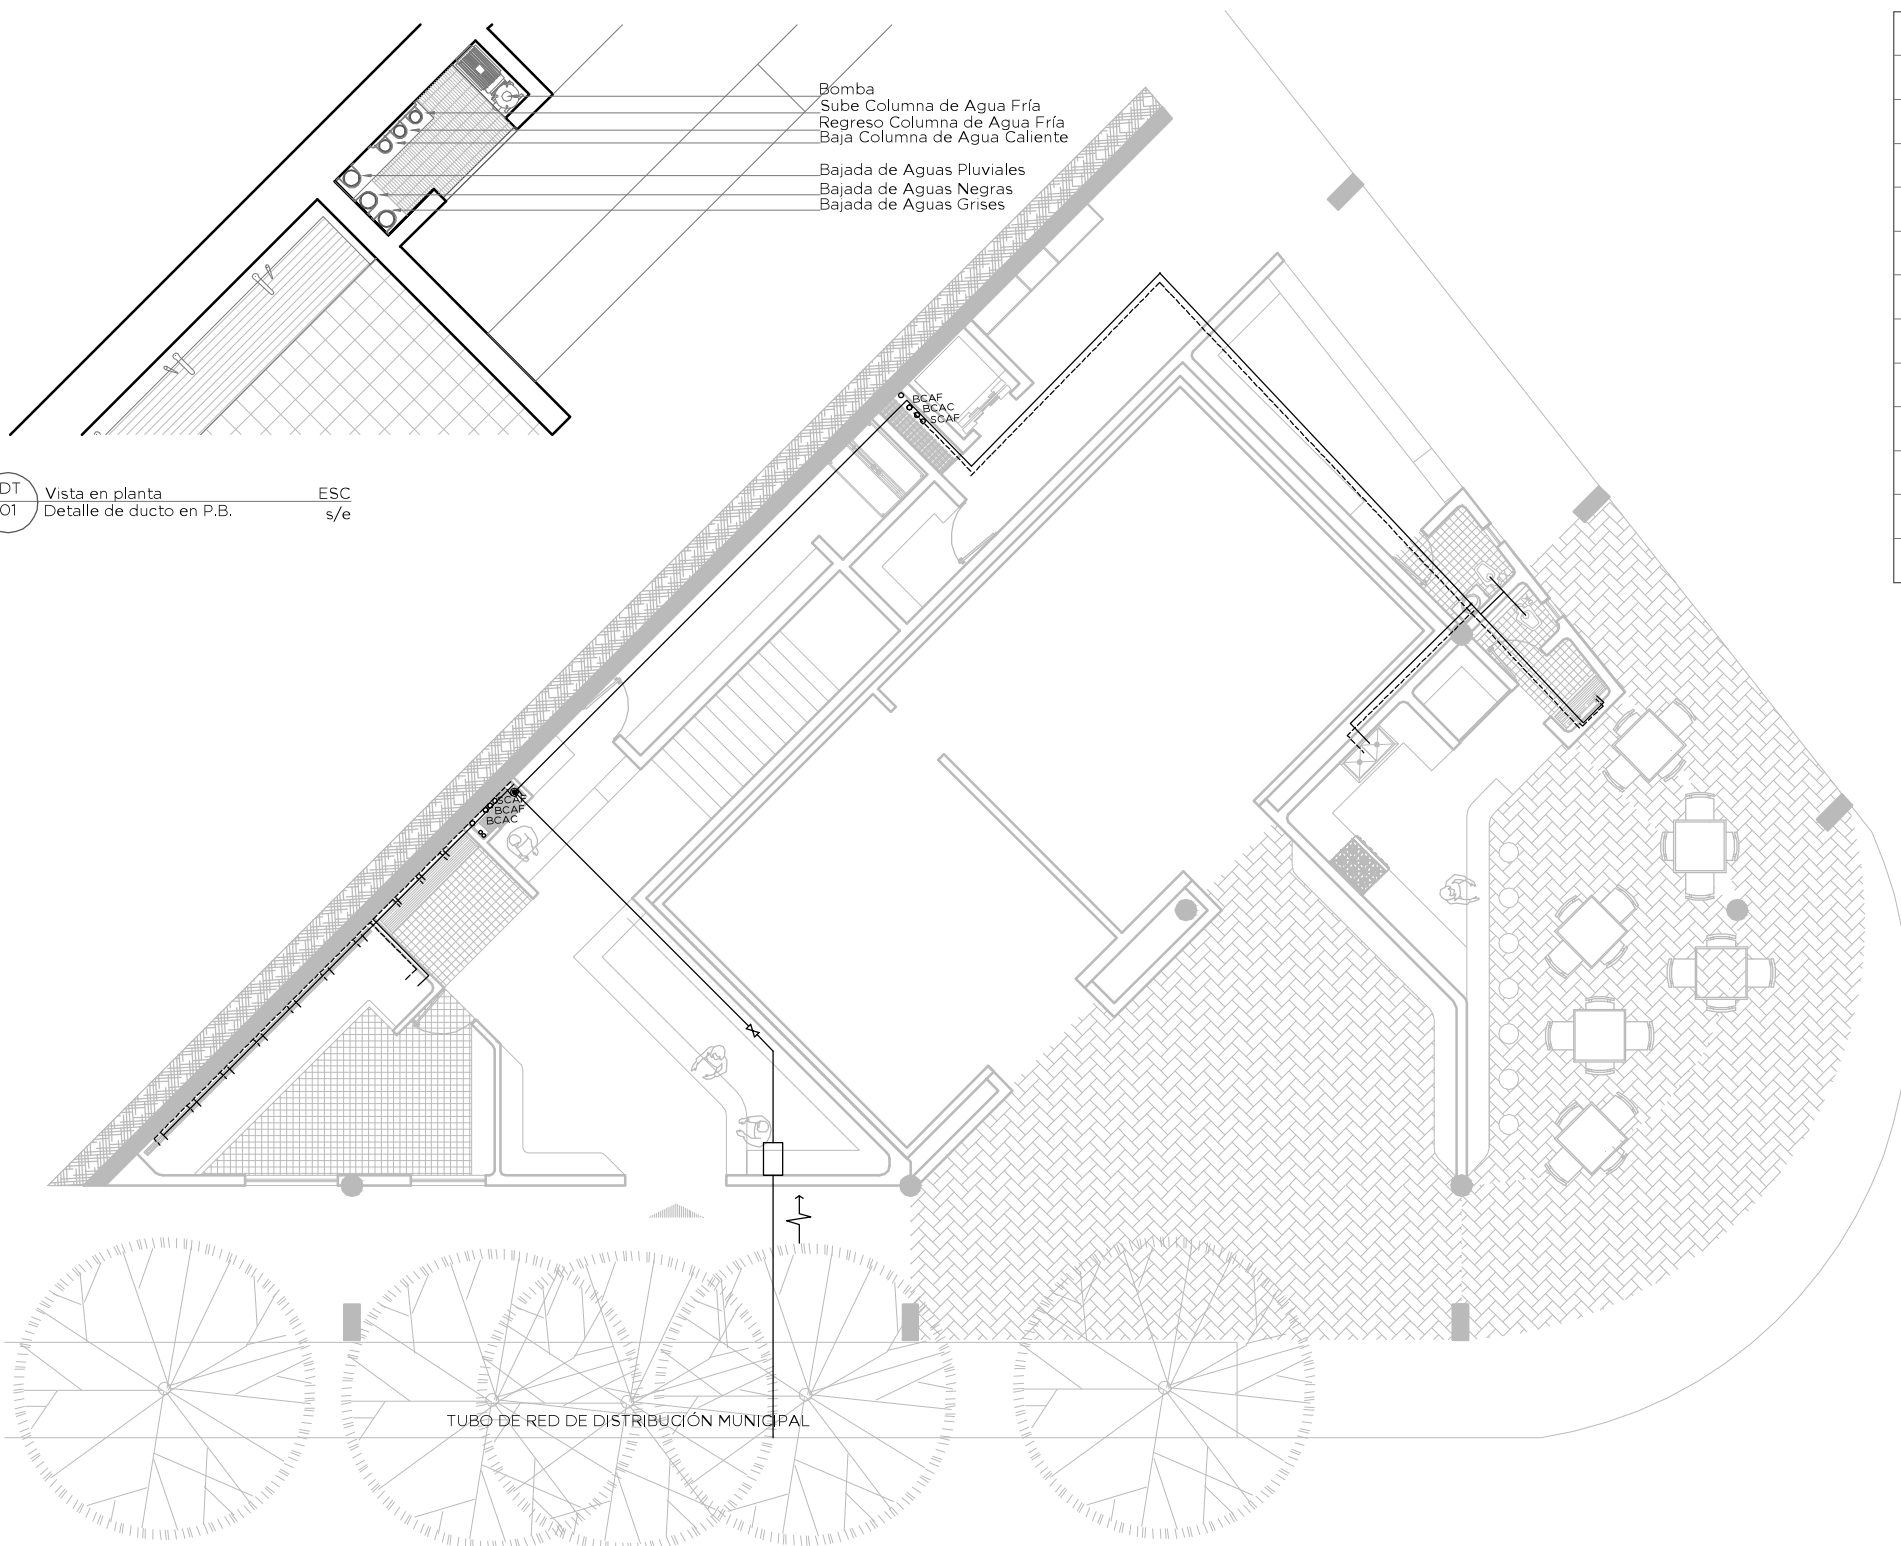 Bomba
Sube Columna de Agua Fría
Regreso Columna de Agua Fría
Baja Columna de Agua Caliente
Bajada de Aguas Pluviales
Bajada de Aguas Negras
Bajada de Aguas Grises
DT
01
Vista en planta
ESC
Detalle de ducto en P.B.
s/e
BCAF
BCAC
SCAF
SCAF
BCAF
BCAC
TUBO DE RED DE DISTRIBUCIÓN MUNICIPAL